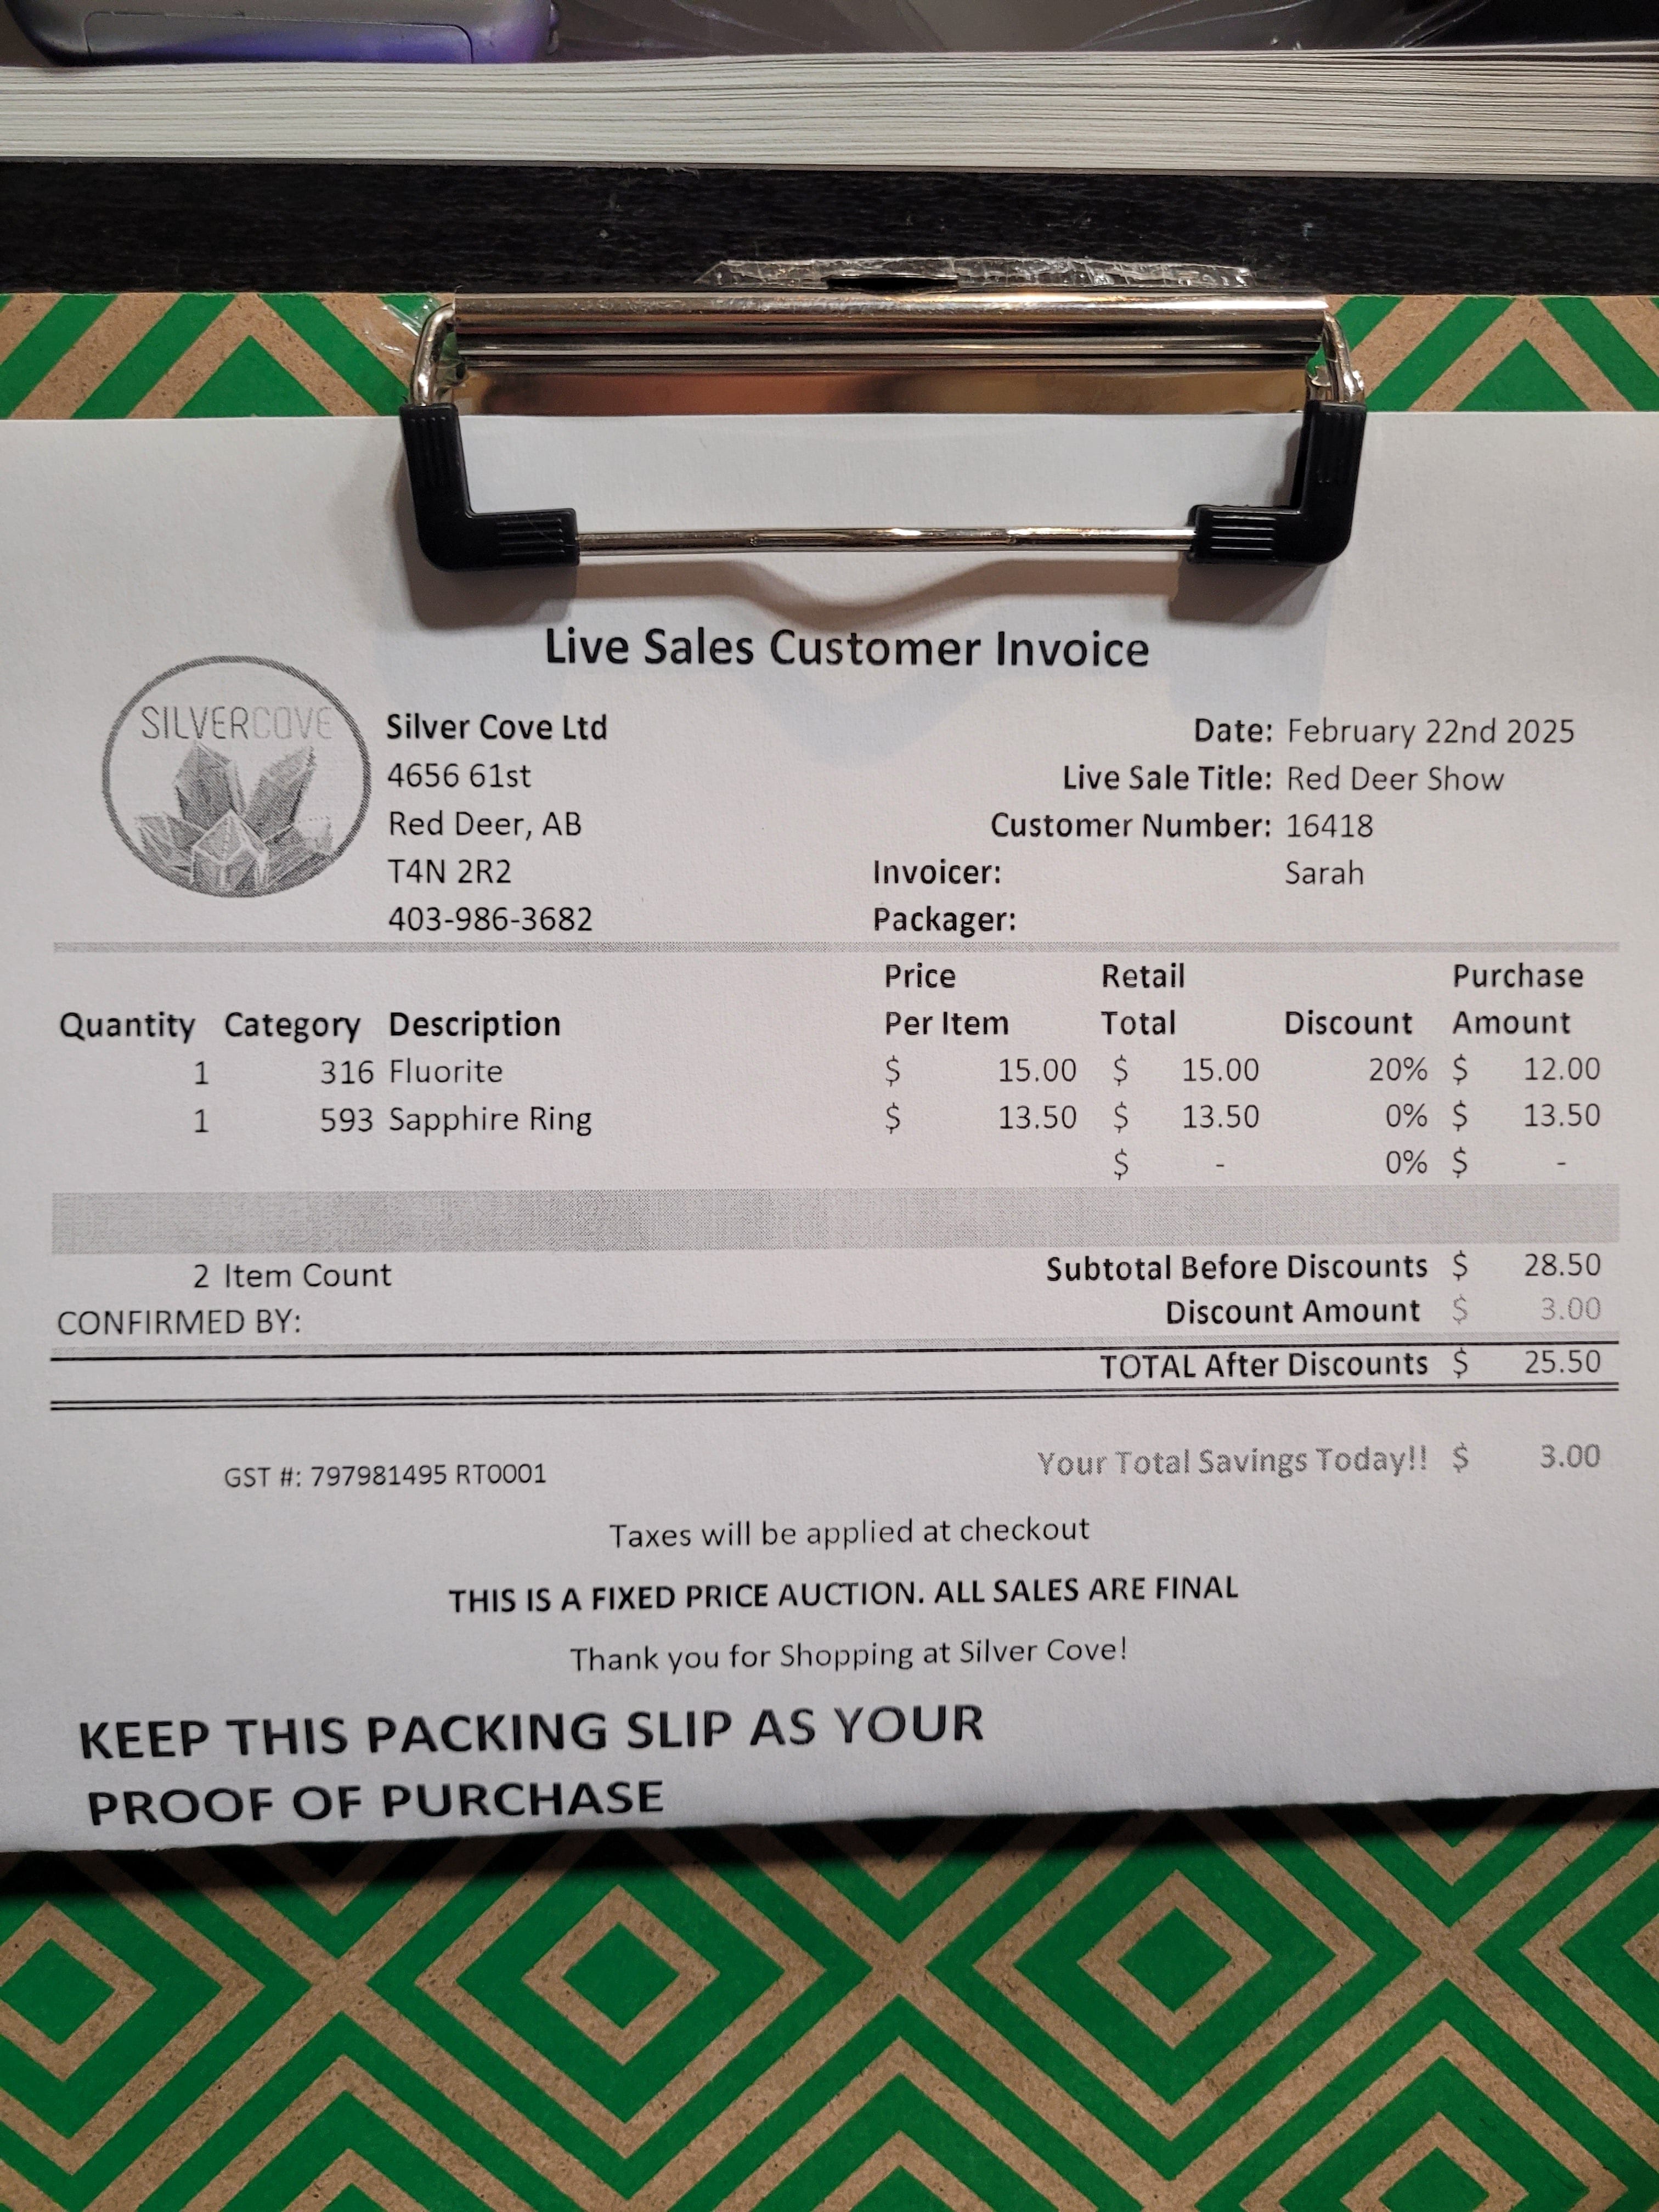 Live Sales Customer Invoice
SILVERCOVE
Silver Cove Ltd
4656 61st
Red Deer, AB
T4N 2R2
403-986-3682
Date: February 22nd 2025
Live Sale Title: Red Deer Show
Customer Number: 16418
Invoicer: Sarah
Packager:
Quantity Category Description Price Per Item Retail Total Discount Purchase Amount
1 316 Fluorite $ 15.00 $ 15.00 20% $ 12.00
1 593 Sapphire Ring $ 13.50 $ 13.50 0% $ 13.50
$ - 0% $ -
2 Item Count
CONFIRMED BY:
Subtotal Before Discounts $ 28.50
Discount Amount $ 3.00
TOTAL After Discounts $ 25.50
GST #: 797981495 RT0001
Your Total Savings Today!! $ 3.00
Taxes will be applied at checkout
THIS IS A FIXED PRICE AUCTION. ALL SALES ARE FINAL
Thank you for Shopping at Silver Cove!
KEEP THIS PACKING SLIP AS YOUR
PROOF OF PURCHASE